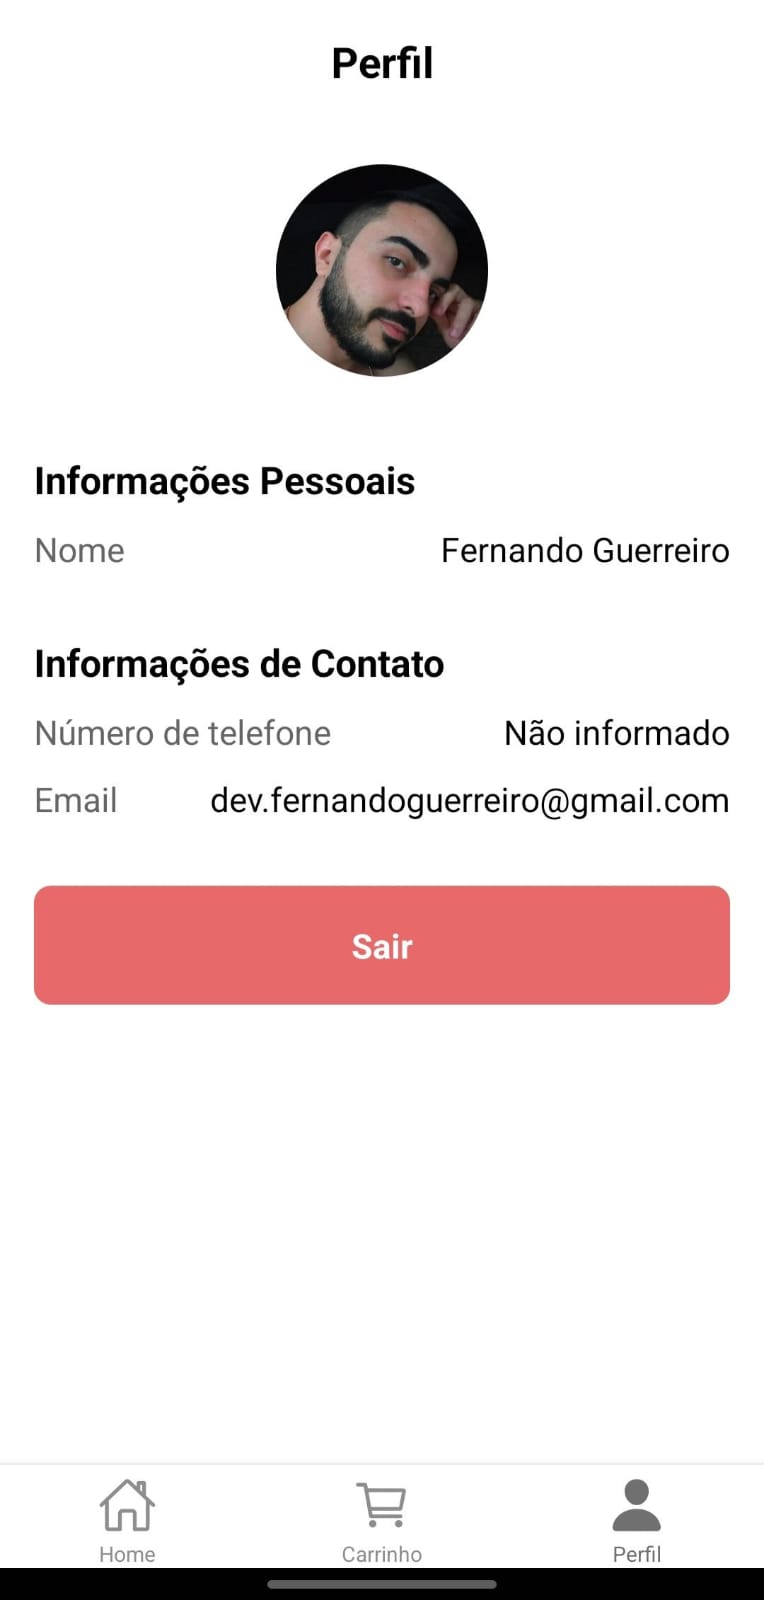 Perfil
Informações Pessoais
Nome Fernando Guerreiro
Informações de Contato
Número de telefone Não informado
Email dev.fernandoguerreiro@gmail.com
Sair
Home Carrinho Perfil